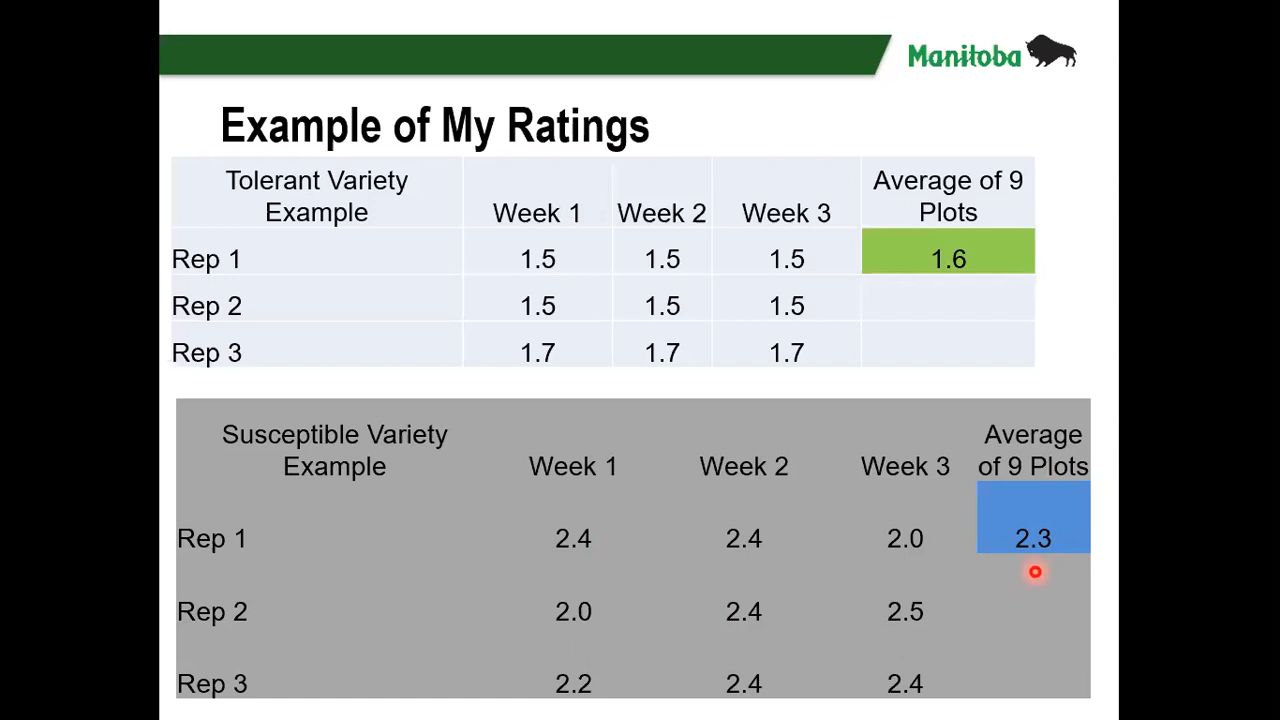 Manitoba
Example of My Ratings
Tolerant Variety Example Week 1 Week 2 Week 3 Average of 9 Plots
Rep 1 1.5 1.5 1.5 1.6
Rep 2 1.5 1.5 1.5
Rep 3 1.7 1.7 1.7
Susceptible Variety Example Week 1 Week 2 Week 3 Average of 9 Plots
Rep 1 2.4 2.4 2.0 2.3
Rep 2 2.0 2.4 2.5
Rep 3 2.2 2.4 2.4